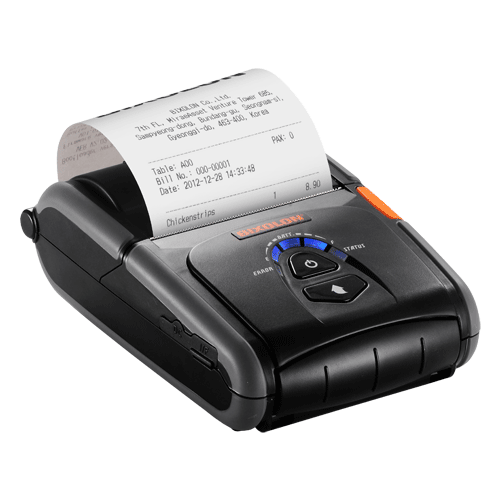 BIXOLON Co.,Ltd.
7th FL, MiraeAsset Venture Tower 685,
Sampyeong-dong, Bundang-gu, Seongnam-si,
Gyeonggi-do, 463-400, Korea
PAX: 0
Table: A00
Bill No.: 000-00001
Date: 2012-12-28 14:33:48
Chickenstrips 1 8.90
BIXOLON
BATT.
ERROR STATUS